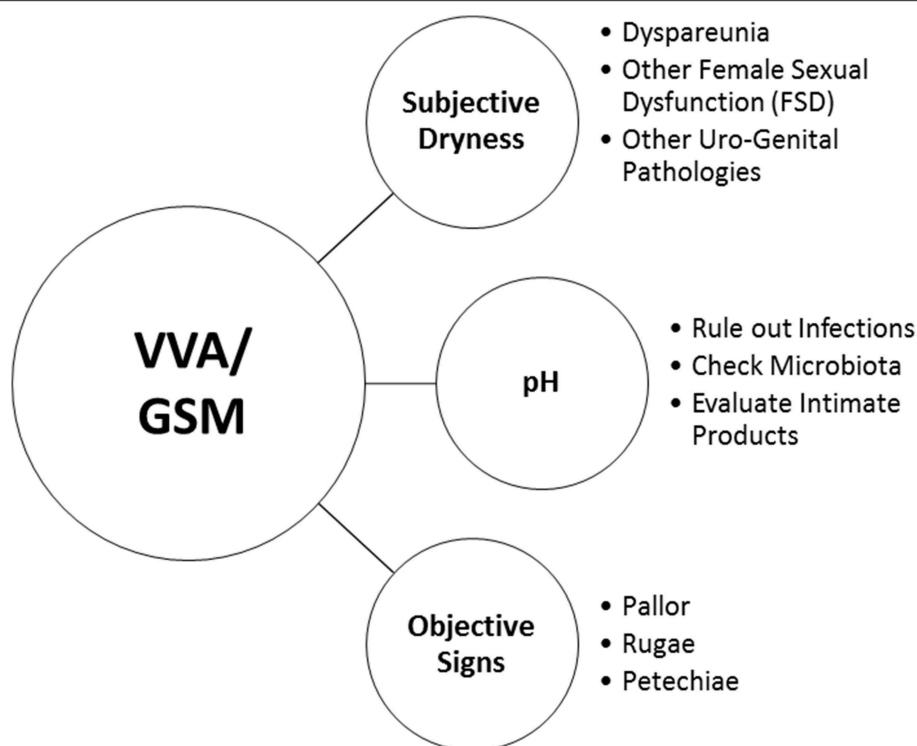 Subjective
Dryness
• Dyspareunia
• Other Female Sexual
Dysfunction (FSD)
• Other Uro-Genital
Pathologies
VVA/
GSM
pH
• Rule out Infections
• Check Microbiota
• Evaluate Intimate
Products
Objective
Signs
• Pallor
• Rugae
• Petechiae